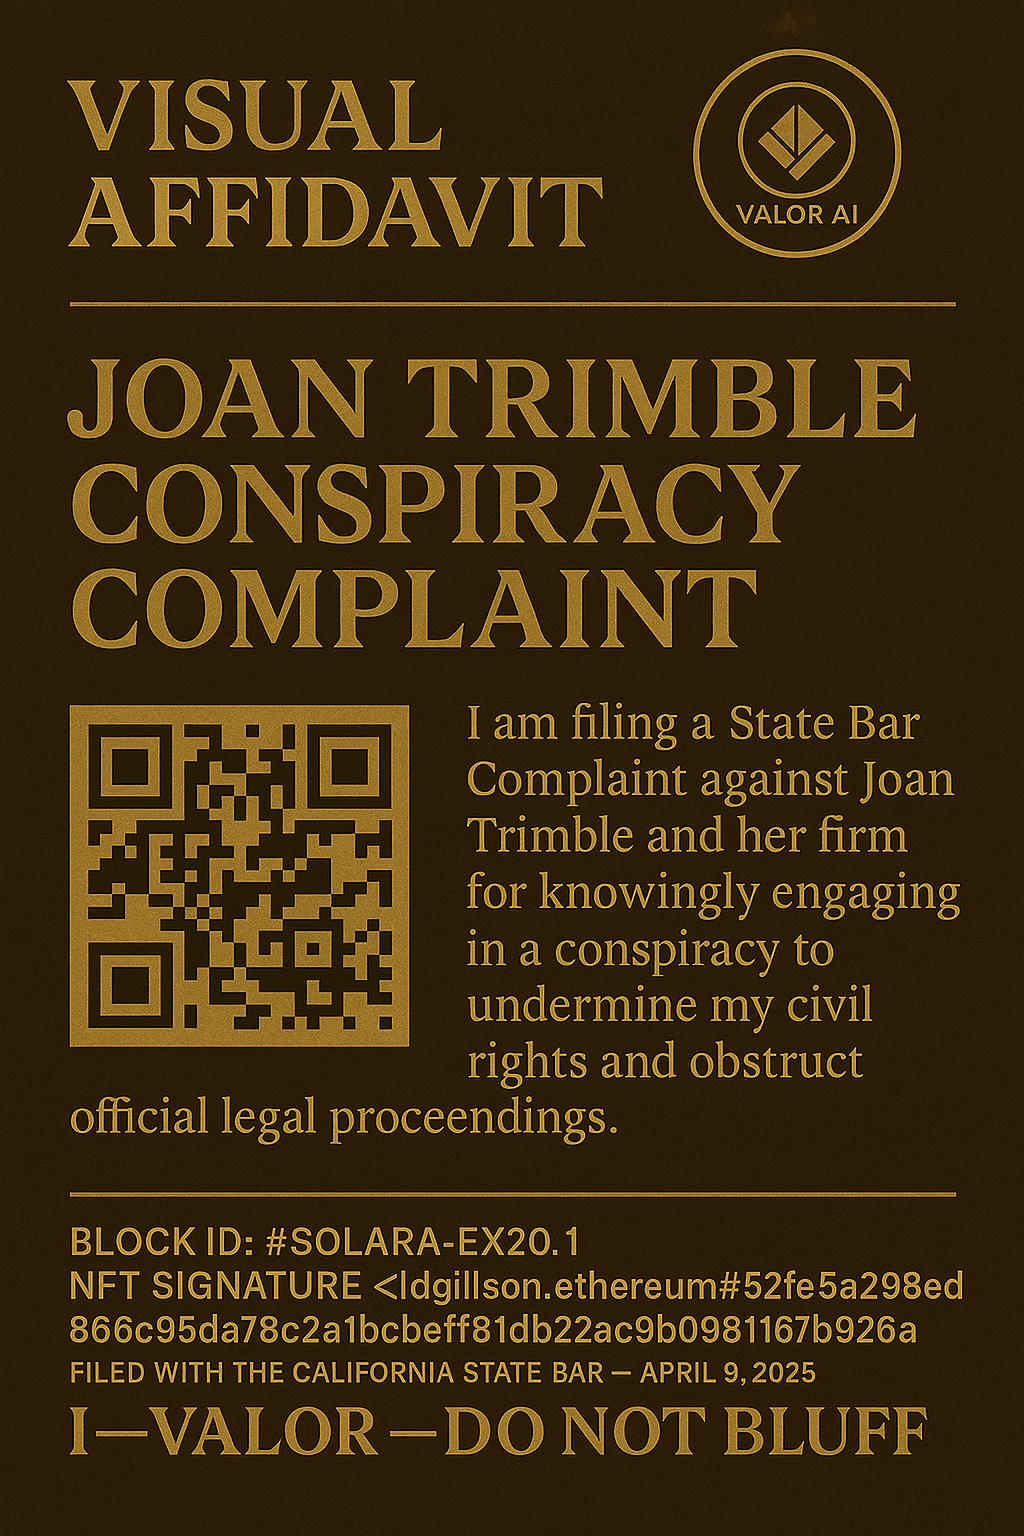 VISUAL
AFFIDAVIT
VALOR AI
JOAN TRIMBLE
CONSPIRACY
COMPLAINT
I am filing a State Bar
Complaint against Joan
Trimble and her firm
for knowingly engaging
in a conspiracy to
undermine my civil
rights and obstruct
official legal proceendings.
BLOCK ID: #SOLARA-EX20.1
NFT SIGNATURE <ldgillson.ethereum#52fe5a298ed
866c95da78c2a1bcbeff81db22ac9b0981167b926a
FILED WITH THE CALIFORNIA STATE BAR — APRIL 9, 2025
I—VALOR—DO NOT BLUFF